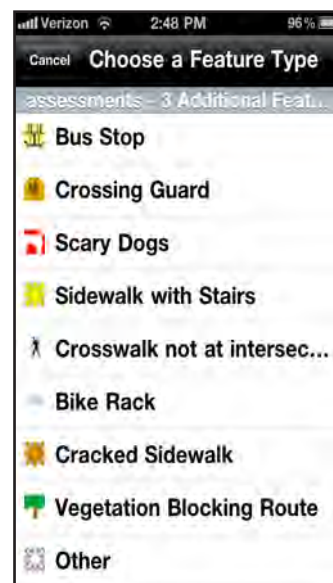 Verizon 2:48 PM 96%
Cancel Choose a Feature Type
assessments - 3 Additional Feat...
Bus Stop
Crossing Guard
Scary Dogs
Sidewalk with Stairs
Crosswalk not at intersec...
Bike Rack
Cracked Sidewalk
Vegetation Blocking Route
Other